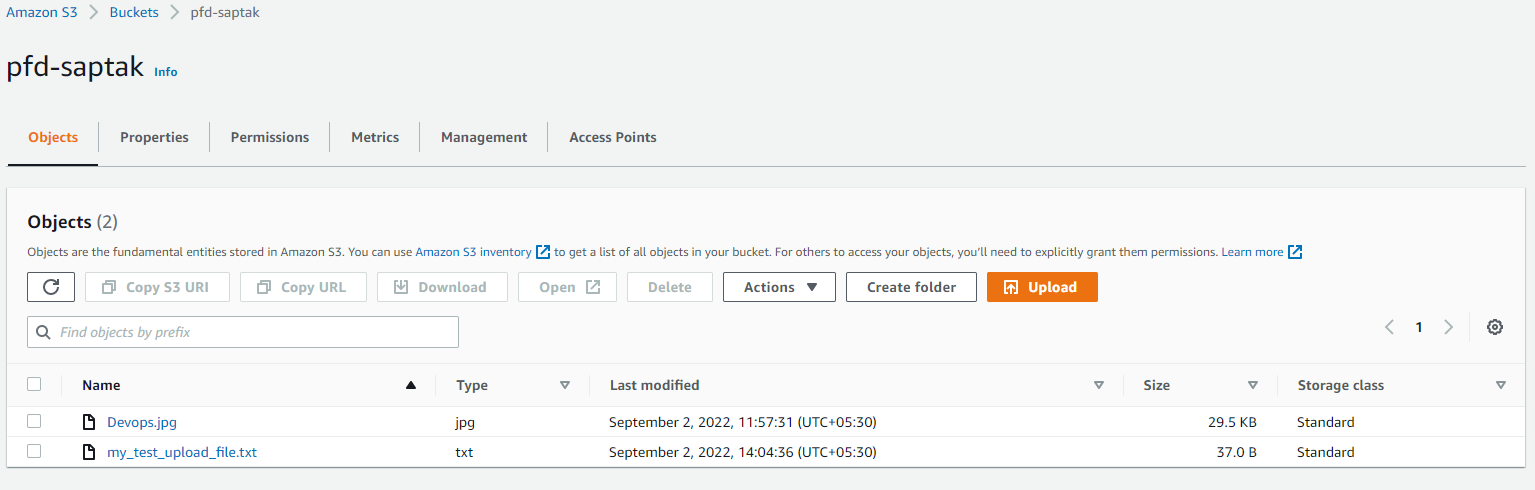 Amazon S3 > Buckets > pfd-saptak
pfd-saptak Info
Objects Properties Permissions Metrics Management Access Points
Objects (2)
Objects are the fundamental entities stored in Amazon S3. You can use Amazon S3 inventory to get a list of all objects in your bucket. For others to access your objects, you'll need to explicitly grant them permissions. Learn more
Copy S3 URI Copy URL Download Open Delete Actions Create folder Upload
Find objects by prefix 1
Name Type Last modified Size Storage class
Devops.jpg jpg September 2, 2022, 11:57:31 (UTC+05:30) 29.5 KB Standard
my_test_upload_file.txt txt September 2, 2022, 14:04:36 (UTC+05:30) 37.0 B Standard